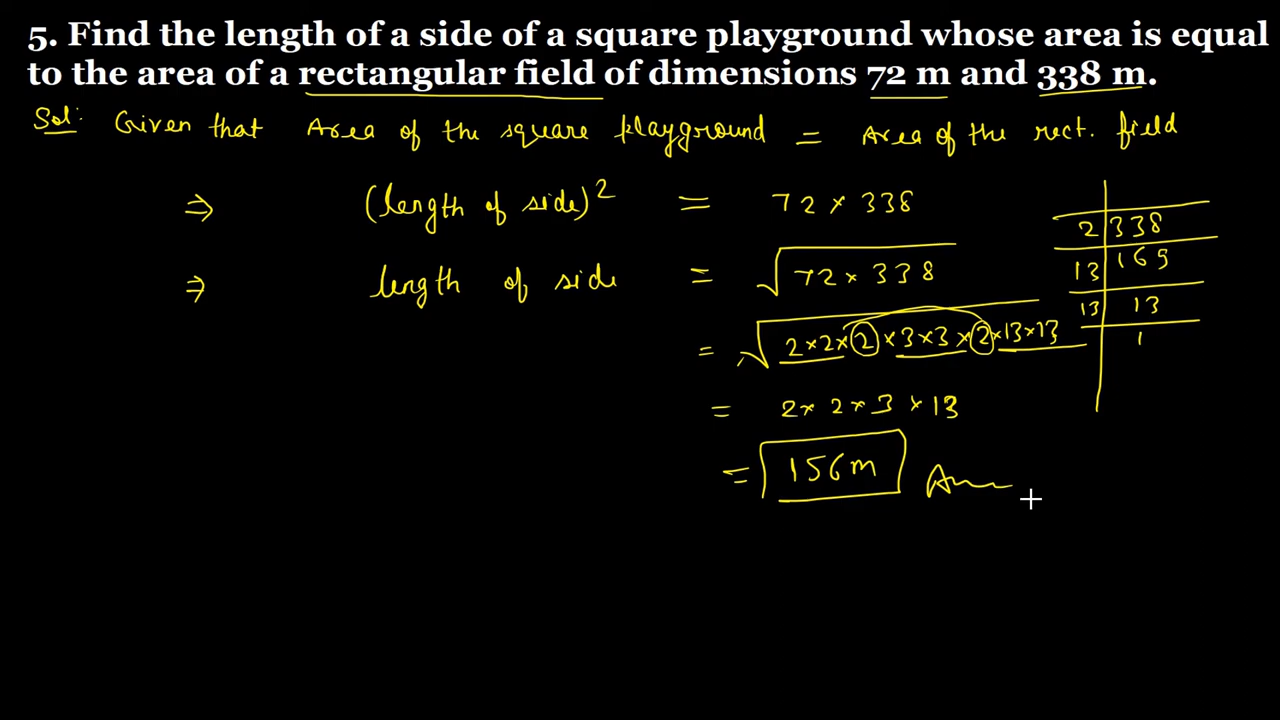 5. Find the length of a side of a square playground whose area is equal
to the area of a rectangular field of dimensions 72 m and 338 m.
Sol: Given that Area of the square playground = Area of the rect. field
⇒ (length of side)² = 72 × 338
⇒ length of side = √72 × 338
= √2 × 2 × 2 × 3 × 3 × 2 × 13 × 13
= 2 × 2 × 3 × 13
= 156m Ans
2 338
13 169
13 13
1